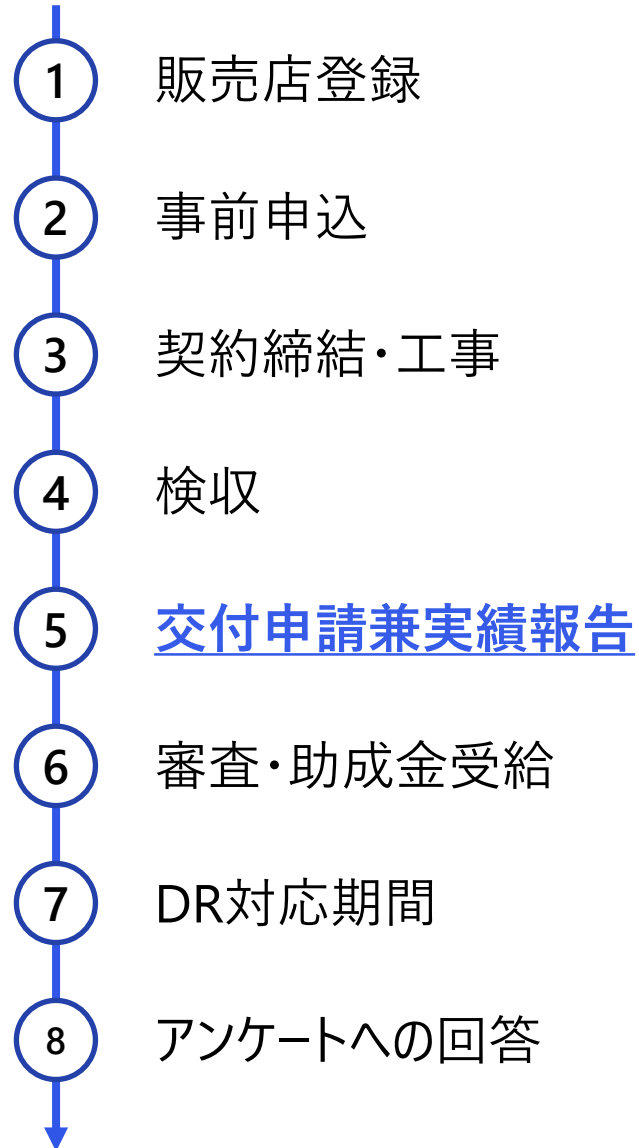 1 販売店登録
2 事前申込
3 契約締結・工事
4 検収
5 交付申請兼実績報告
6 審査・助成金受給
7 DR対応期間
8 アンケートへの回答